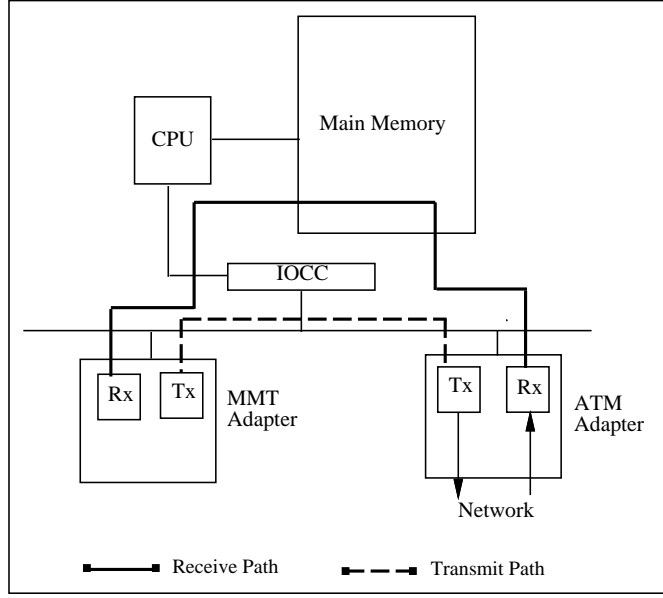 Main Memory
CPU
IOCC
Rx
Tx
MMT
Adapter
Tx
Rx
ATM
Adapter
Network
Receive Path
Transmit Path